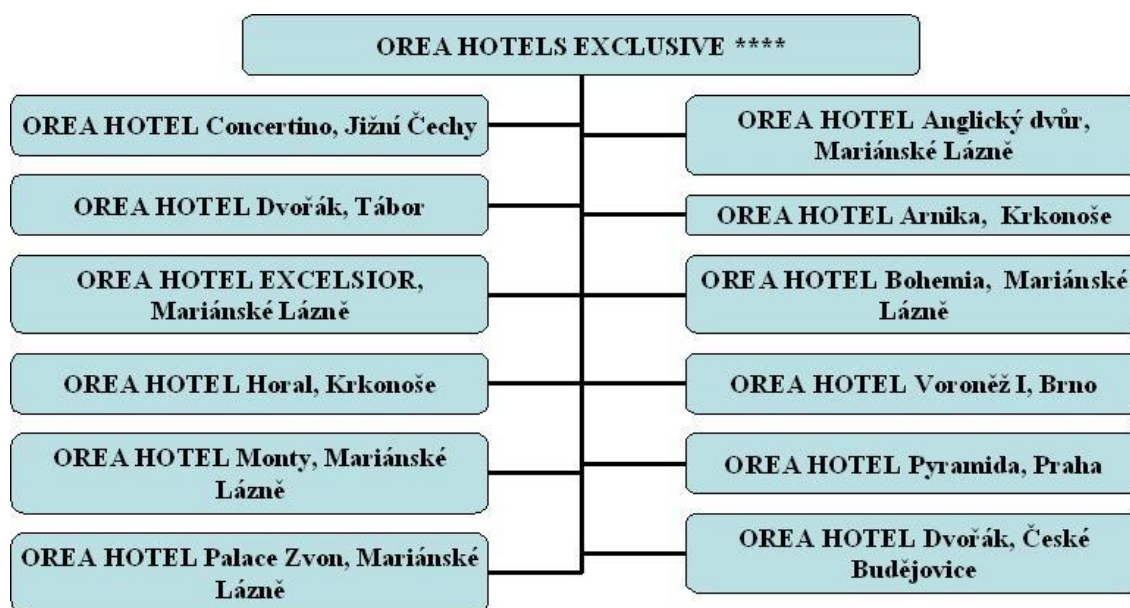 OREA HOTELS EXCLUSIVE ****
OREA HOTEL Concertino, Jižní Čechy
OREA HOTEL Dvořák, Tábor
OREA HOTEL EXCELSIOR,
Mariánské Lázně
OREA HOTEL Horal, Krkonoše
OREA HOTEL Monty, Mariánské
Lázně
OREA HOTEL Palace Zvon, Mariánské
Lázně
OREA HOTEL Anglický dvůr,
Mariánské Lázně
OREA HOTEL Arnika, Krkonoše
OREA HOTEL Bohemia, Mariánské
Lázně
OREA HOTEL Voroněž I, Brno
OREA HOTEL Pyramida, Praha
OREA HOTEL Dvořák, České
Budějovice